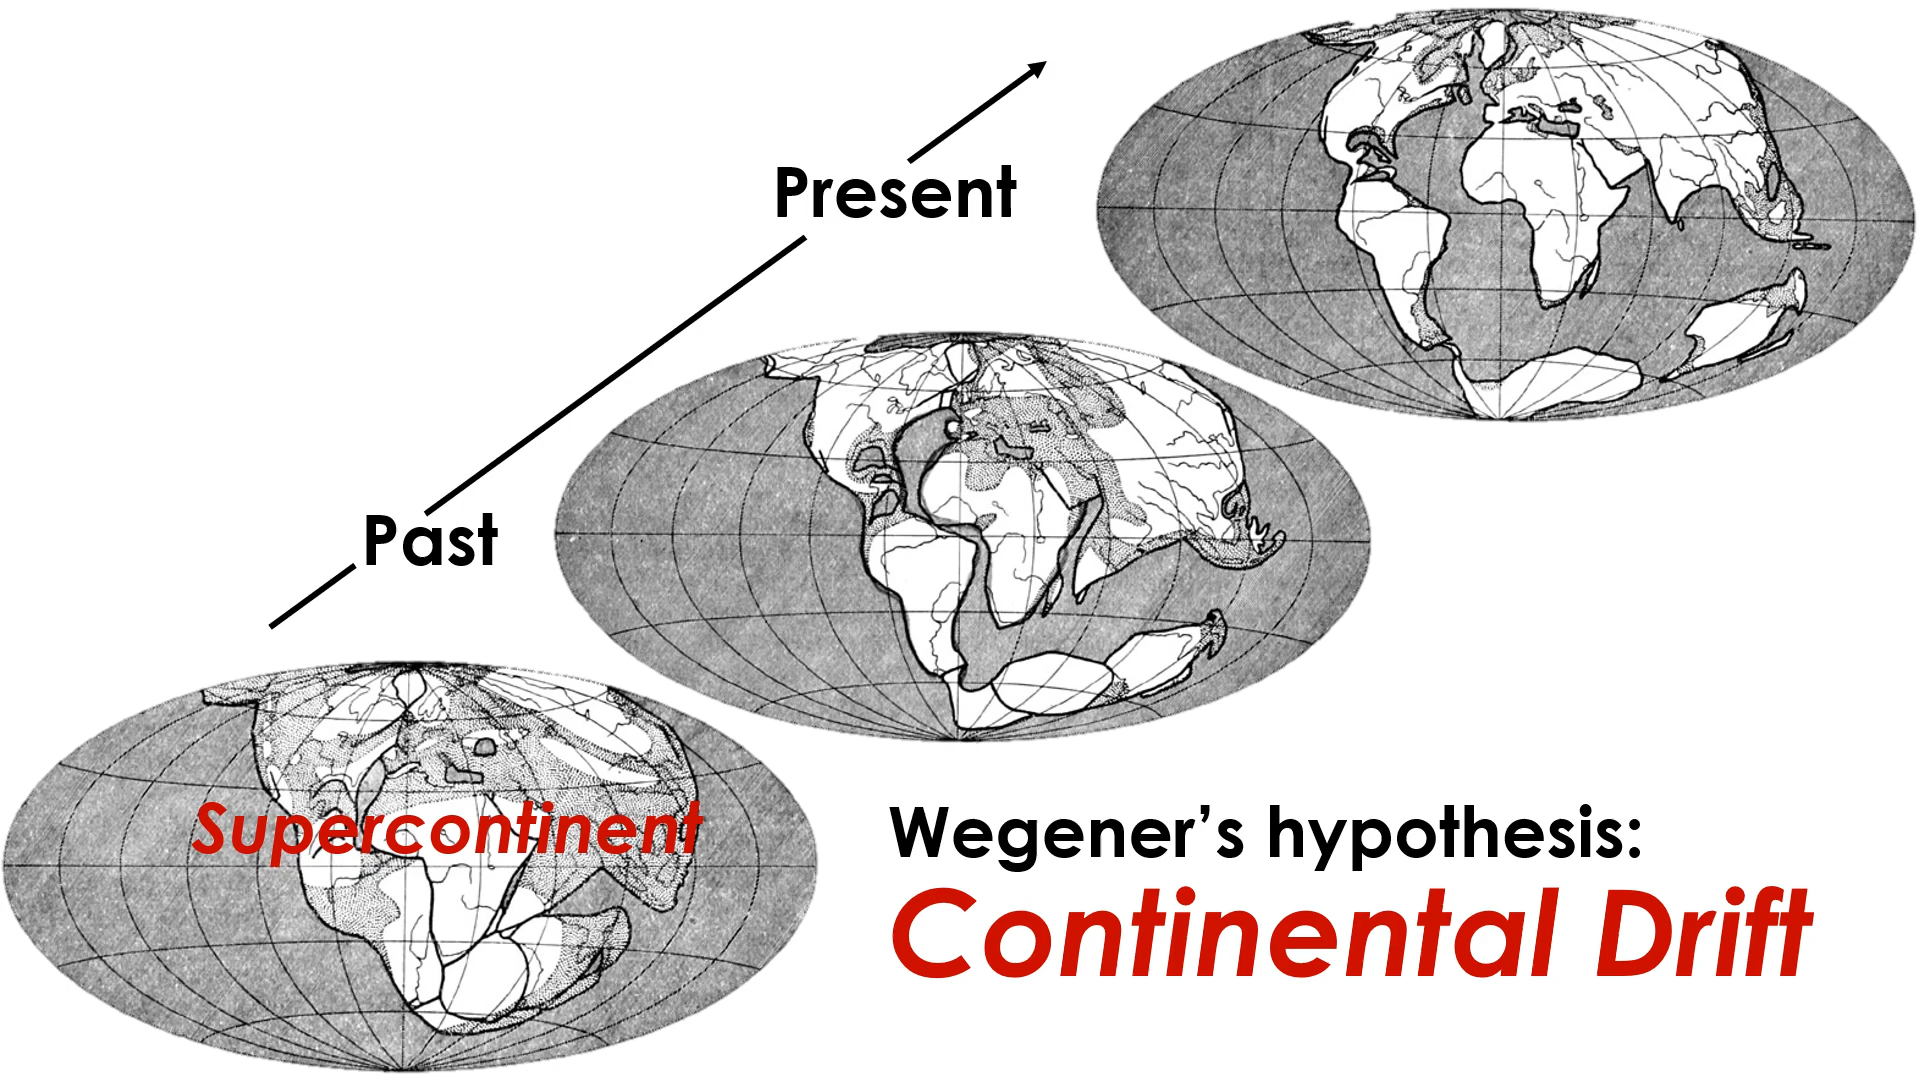 Present
Past
Supercontinent
Wegener’s hypothesis:
Continental Drift